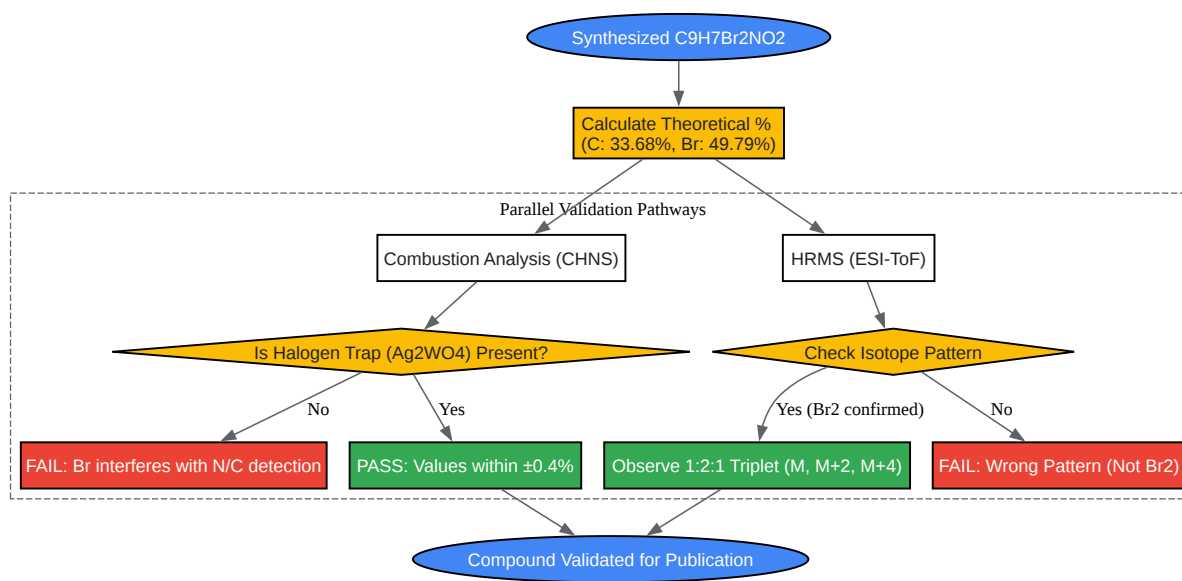 Synthesized C9H7Br2NO2
Calculate Theoretical %
(C: 33.68%, Br: 49.79%)
Parallel Validation Pathways
Combustion Analysis (CHNS)
HRMS (ESI-ToF)
Is Halogen Trap (Ag2WO4) Present?
Check Isotope Pattern
No
Yes
Yes (Br2 confirmed)
No
FAIL: Br interferes with N/C detection
PASS: Values within ±0.4%
Observe 1:2:1 Triplet (M, M+2, M+4)
FAIL: Wrong Pattern (Not Br2)
Compound Validated for Publication